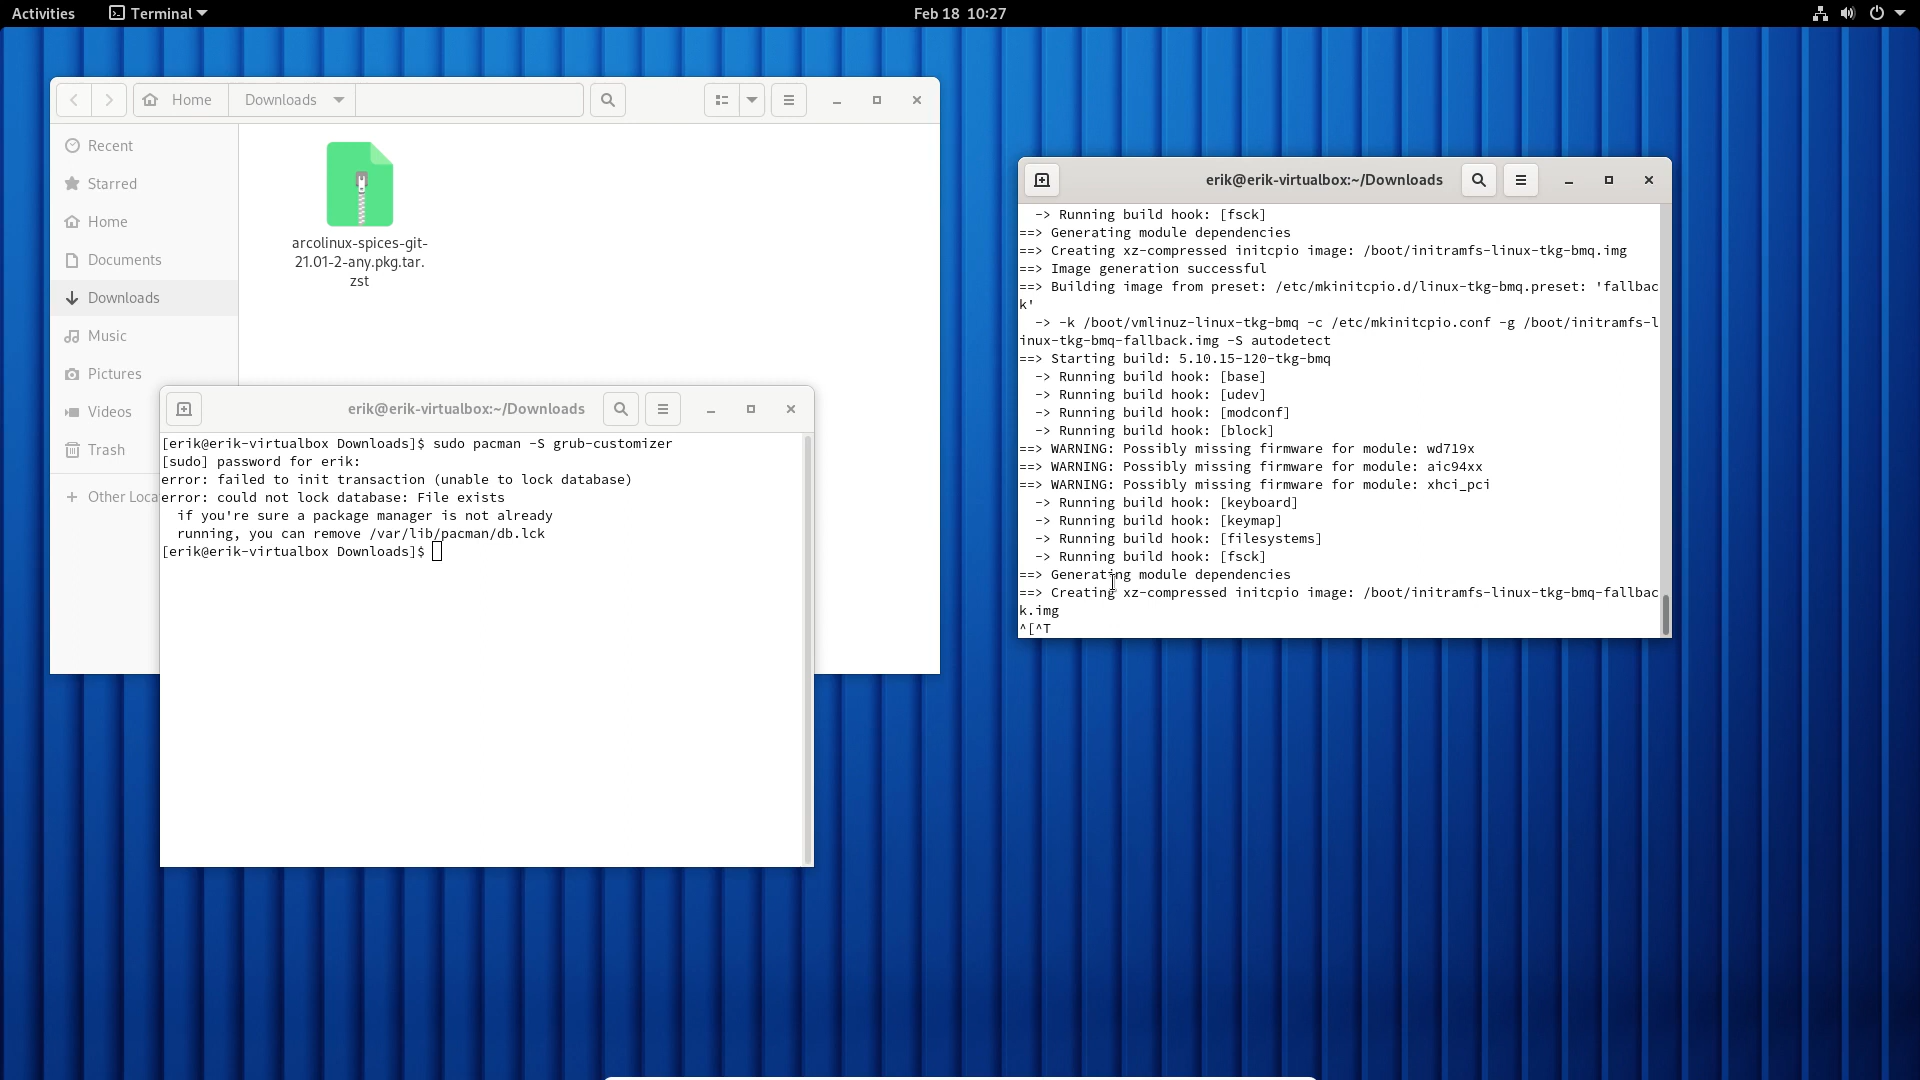 Activities
Terminal
Feb 18 10:27
Home
Downloads
Recent
Starred
Home
Documents
Downloads
Music
Pictures
Videos
Trash
Other Loca
arcolinux-spices-git-
21.01-2-any.pkg.tar.
zst
erik@erik-virtualbox:~/Downloads
[erik@erik-virtualbox Downloads]$ sudo pacman -S grub-customizer
[sudo] password for erik:
error: failed to init transaction (unable to lock database)
error: could not lock database: File exists
  if you're sure a package manager is not already
  running, you can remove /var/lib/pacman/db.lck
[erik@erik-virtualbox Downloads]$
erik@erik-virtualbox:~/Downloads
  -> Running build hook: [fsck]
==> Generating module dependencies
==> Creating xz-compressed initcpio image: /boot/initramfs-linux-tkg-bmq.img
==> Image generation successful
==> Building image from preset: /etc/mkinitcpio.d/linux-tkg-bmq.preset: 'fallbac
k'
  -> -k /boot/vmlinuz-linux-tkg-bmq -c /etc/mkinitcpio.conf -g /boot/initramfs-l
inux-tkg-bmq-fallback.img -S autodetect
==> Starting build: 5.10.15-120-tkg-bmq
  -> Running build hook: [base]
  -> Running build hook: [udev]
  -> Running build hook: [modconf]
  -> Running build hook: [block]
==> WARNING: Possibly missing firmware for module: wd719x
==> WARNING: Possibly missing firmware for module: aic94xx
==> WARNING: Possibly missing firmware for module: xhci_pci
  -> Running build hook: [keyboard]
  -> Running build hook: [keymap]
  -> Running build hook: [filesystems]
  -> Running build hook: [fsck]
==> Generating module dependencies
==> Creating xz-compressed initcpio image: /boot/initramfs-linux-tkg-bmq-fallbac
k.img
^[^T